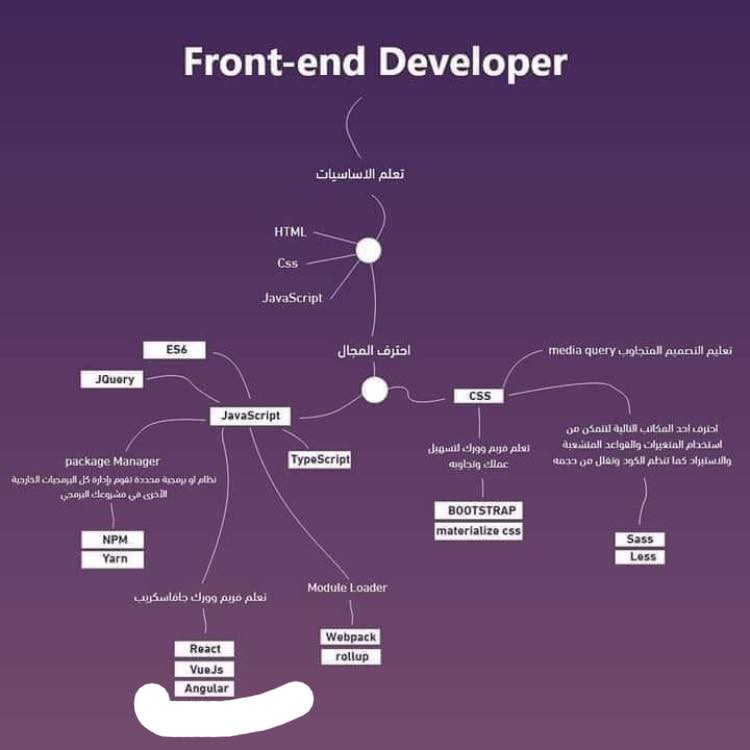 Front-end Developer
تعلم الاساسيات
HTML
Css
JavaScript
احترف المجال
ES6
JQuery
JavaScript
TypeScript
package Manager
نظام او برمجية محددة تقوم بإدارة كل البرمجيات الخارجية
الأخرى في مشروعك البرمجي
NPM
Yarn
تعلم فريم وورك جافاسكريب
React
VueJs
Angular
Module Loader
Webpack
rollup
CSS
تعليم التصميم المتجاوب media query
تعلم فريم وورك لتسهيل
عملك وتجاوبه
BOOTSTRAP
materialize css
احترف احد المكاتب التالية لتتمكن من
استخدام المتغيرات والقواعد المتشعبة
والاستيراد كما تنظم الكود وتقلل من حجمه
Sass
Less